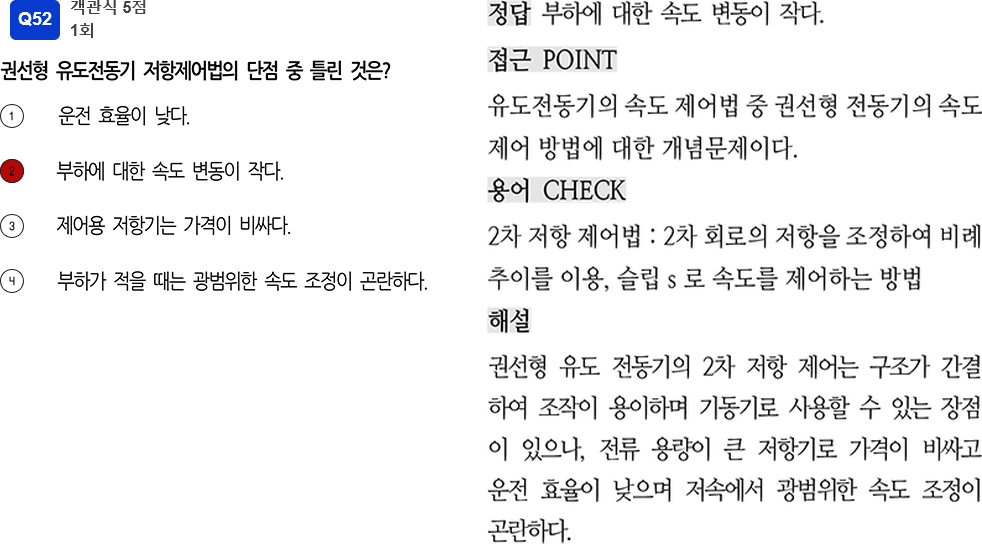 Q52
객관식 5점
1회
권선형 유도전동기 저항제어법의 단점 중 틀린 것은?
1 운전 효율이 낮다.
2 부하에 대한 속도 변동이 작다.
3 제어용 저항기는 가격이 비싸다.
4 부하가 적을 때는 광범위한 속도 조정이 곤란하다.
정답 부하에 대한 속도 변동이 작다.
접근 POINT
유도전동기의 속도 제어법 중 권선형 전동기의 속도
제어 방법에 대한 개념문제이다.
용어 CHECK
2차 저항 제어법 : 2차 회로의 저항을 조정하여 비례
추이를 이용, 슬립 s 로 속도를 제어하는 방법
해설
권선형 유도 전동기의 2차 저항 제어는 구조가 간결
하여 조작이 용이하며 기동기로 사용할 수 있는 장점
이 있으나, 전류 용량이 큰 저항기로 가격이 비싸고
운전 효율이 낮으며 저속에서 광범위한 속도 조정이
곤란하다.